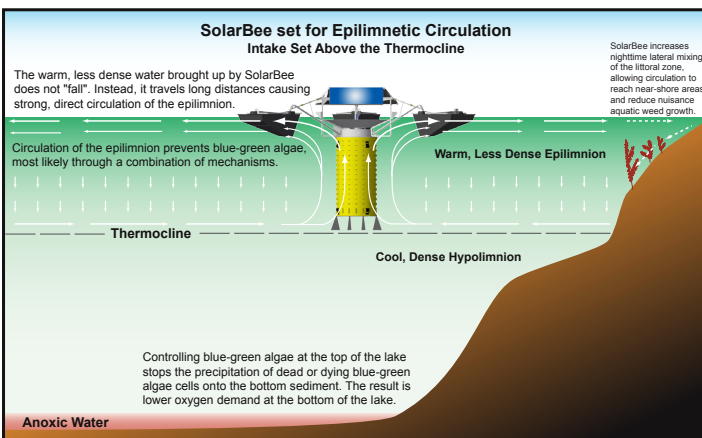 SolarBee set for Epilimnetic Circulation
Intake Set Above the Thermocline
SolarBee increases
nighttime lateral mixing
of the littoral zone,
allowing circulation to
reach near-shore areas
and reduce nuisance
aquatic weed growth.
The warm, less dense water brought up by SolarBee
does not "fall". Instead, it travels long distances causing
strong, direct circulation of the epilimnion.
Circulation of the epilimnion prevents blue-green algae,
most likely through a combination of mechanisms.
Warm, Less Dense Epilimnion
Thermocline
Cool, Dense Hypolimnion
Controlling blue-green algae at the top of the lake
stops the precipitation of dead or dying blue-green
algae cells onto the bottom sediment. The result is
lower oxygen demand at the bottom of the lake.
Anoxic Water